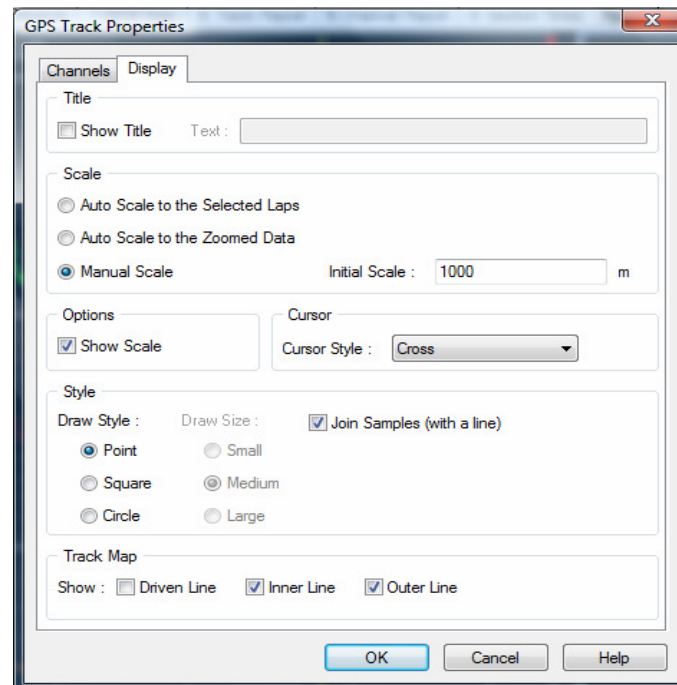 GPS Track Properties
Channels Display
Title
Show Title Text :
Scale
Auto Scale to the Selected Laps
Auto Scale to the Zoomed Data
Manual Scale Initial Scale : 1000 m
Options Cursor
Show Scale Cursor Style : Cross
Style
Draw Style : Draw Size : Join Samples (with a line)
Point Small
Square Medium
Circle Large
Track Map
Show : Driven Line Inner Line Outer Line
OK Cancel Help